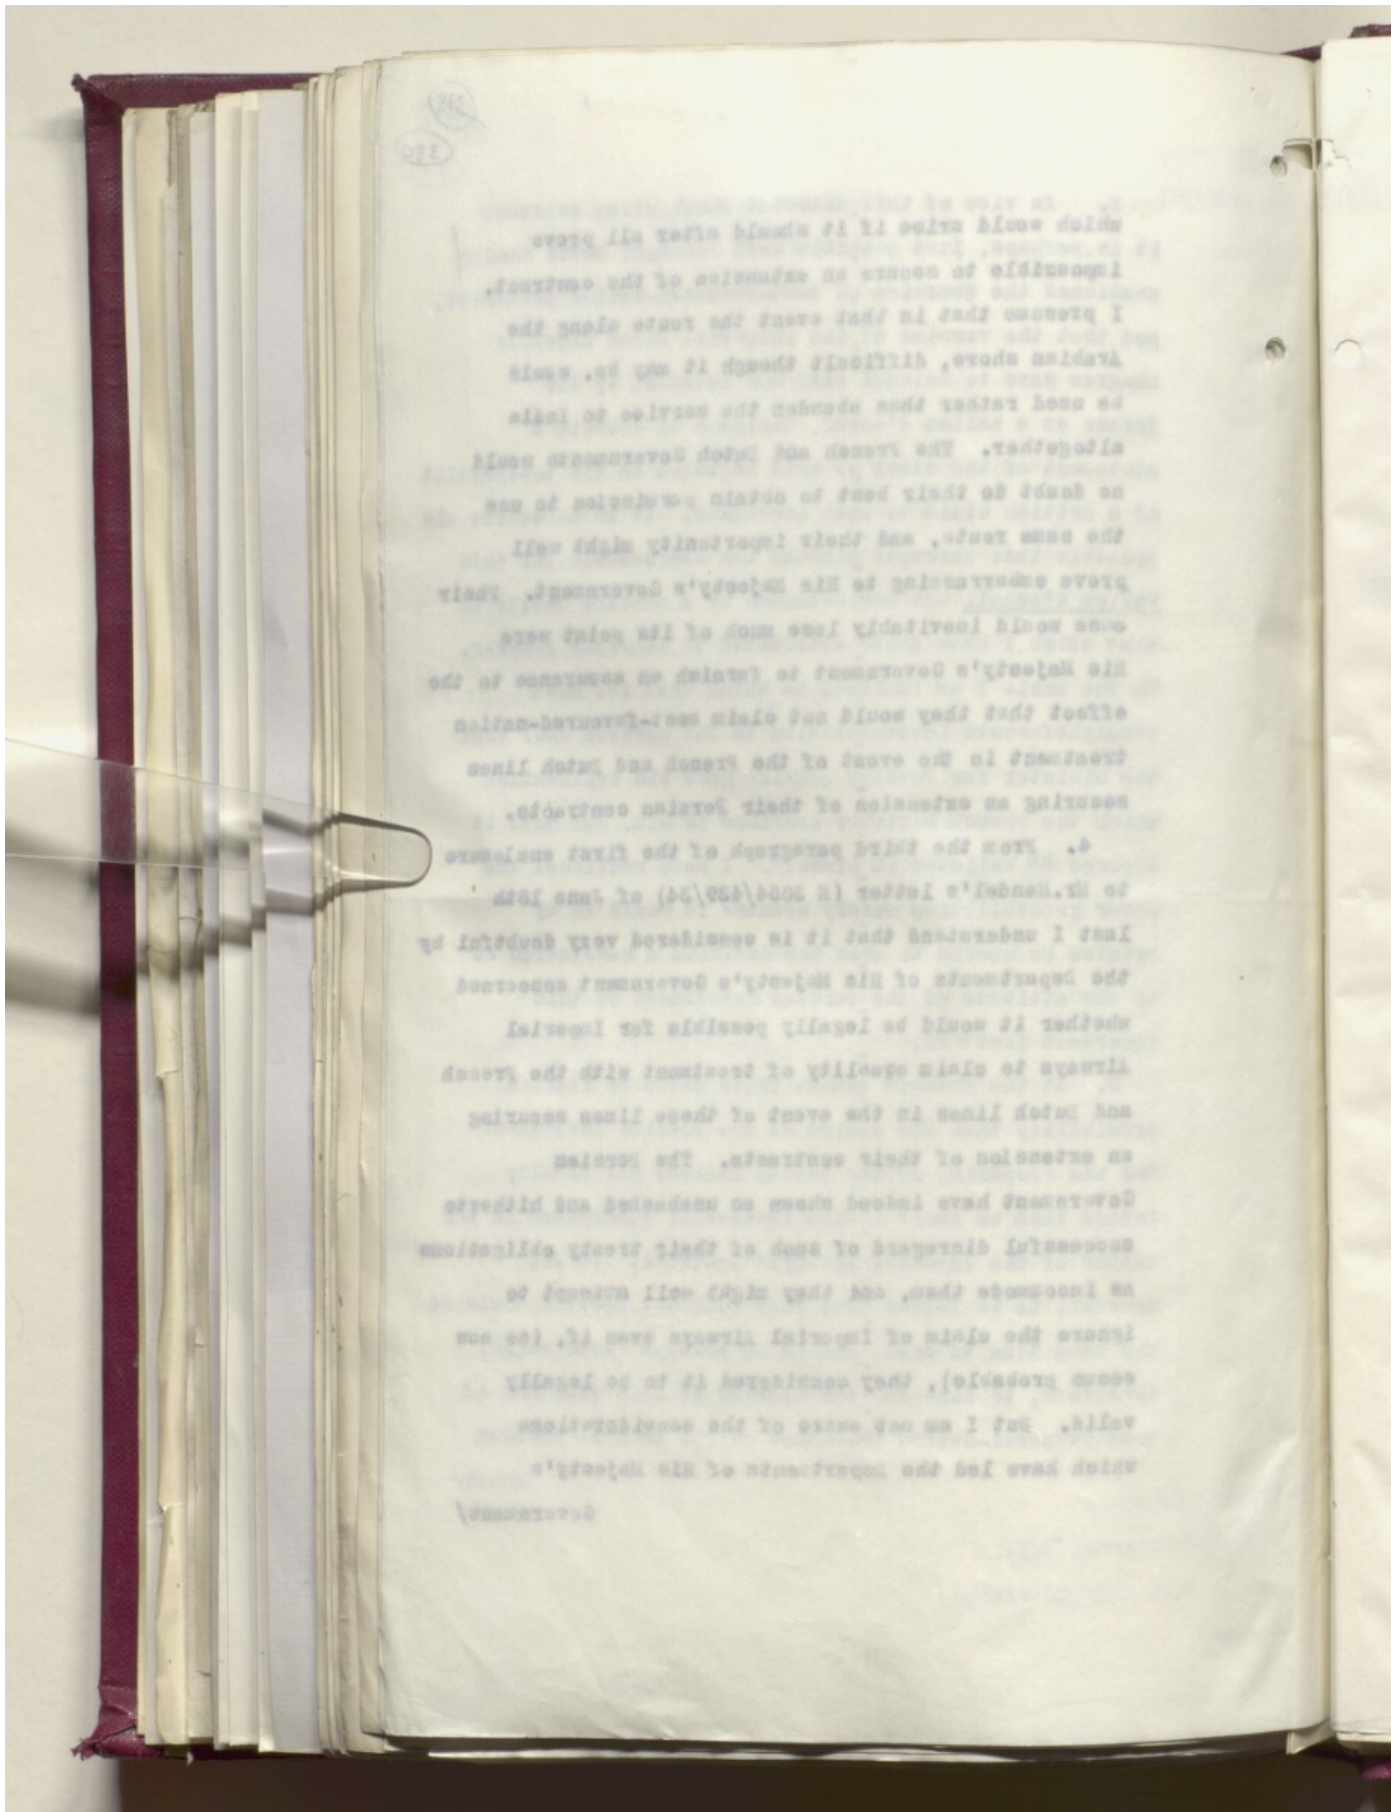 which would arise if it should after all prove
impossible to secure an extension of the contract.
I presume that in that event the route along the
Arabian shore, difficult though it may be, would
be used rather than abandon the service to India
altogether. The French and Dutch Governments would
no doubt do their best to obtain permission to use
the same route, and their importunity might well
prove embarrassing to His Majesty's Government. Their
case would inevitably lose much of its point were
His Majesty's Government to furnish an assurance to the
effect that they would not claim most-favoured-nation
treatment in the event of the French and Dutch lines
securing an extension of their Persian contracts.
4. From the third paragraph of the first enclosure
to Mr. Rendel's letter (E 3054/439/34) of June 18th
last I understand that it is considered very doubtful by
the Departments of His Majesty's Government concerned
whether it would be legally possible for Imperial
Airways to claim equality of treatment with the French
and Dutch lines in the event of these lines securing
an extension of their contracts. The Persian
Government have indeed shown an unabashed and hitherto
successful disregard of such of their treaty obligations
as incommode them, and they might well attempt to
ignore the claim of Imperial Airways even if, (as now
seems probable), they considered it to be legally
valid. But I am not aware of the considerations
which have led the Departments of His Majesty's
Government/